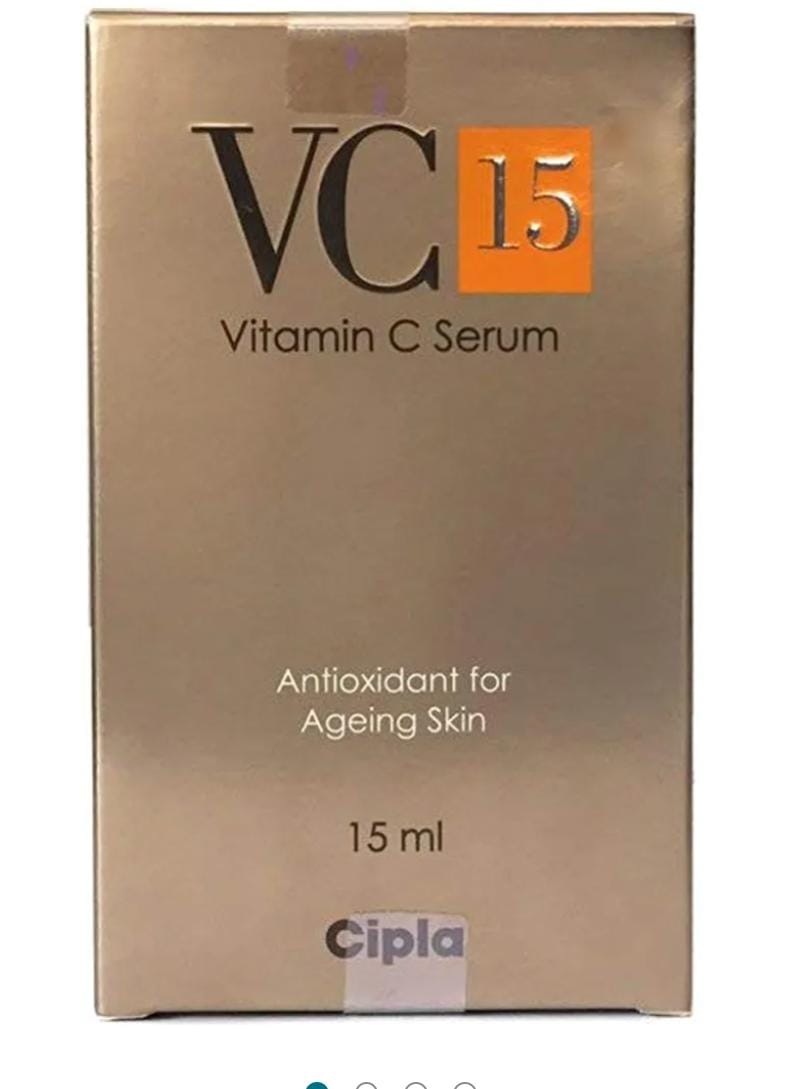 VC 15
Vitamin C Serum
Antioxidant for
Ageing Skin
15 ml
Cipla